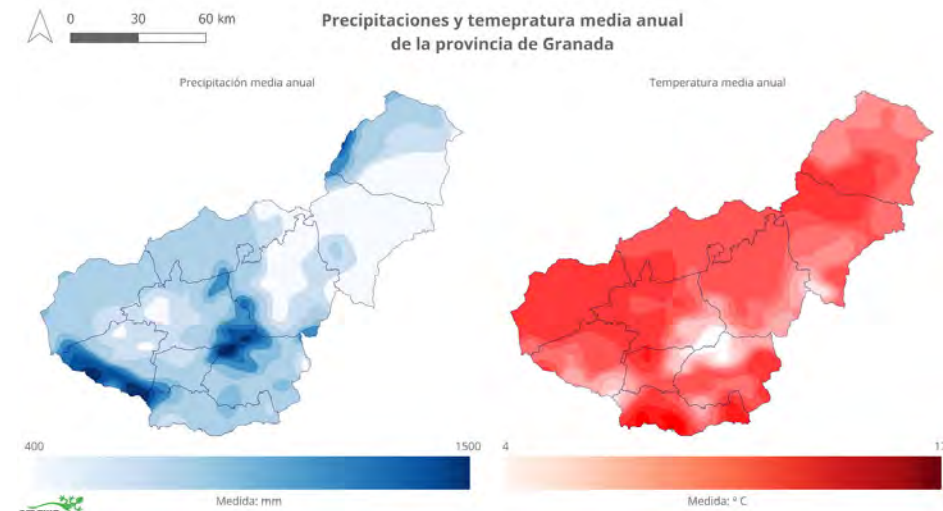 0 30 60 km
Precipitaciones y temepratura media anual
de la provincia de Granada
Precipitación media anual
Temperatura media anual
400 1500
4
Medida: mm
Medida: º C